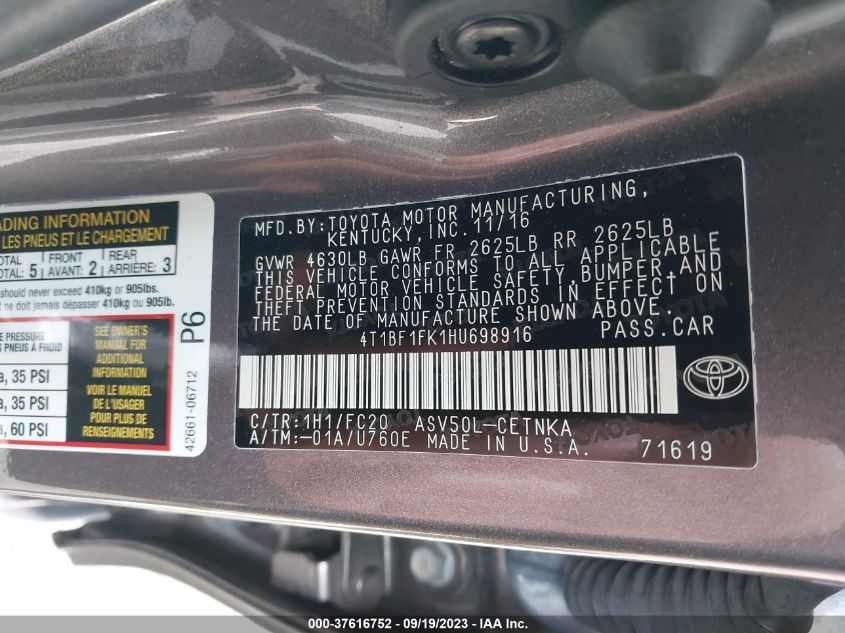 ADING INFORMATION
LES PNEUS ET LE CHARGEMENT
TOTAL 5 FRONT AVANT: 2 REAR ARRIÈRE: 3
should never exceed 410kg or 905lbs.
ne doit jamais dépasser 410kg ou 905lb.
PRESSURE
PNEUS À FROID
35 PSI
35 PSI
60 PSI
SEE OWNER'S
MANUAL FOR
ADDITIONAL
INFORMATION
VOIR LE MANUEL
DE L'USAGER
POUR PLUS DE
RENSEIGNEMENTS
P6
42661-06712
MFD.BY:TOYOTA MOTOR MANUFACTURING,
KENTUCKY,INC.11/16
GVWR 4630LB GAWR FR 2625LB RR 2625LB
THIS VEHICLE CONFORMS TO ALL APPLICABLE
FEDERAL MOTOR VEHICLE SAFETY,BUMPER,AND
THEFT PREVENTION STANDARDS IN EFFECT ON
THE DATE OF MANUFACTURE SHOWN ABOVE.
4T1BF1FK1HU698916 PASS.CAR
C/TR:1H1/FC20 ASV50L-CETNKA
A/TM:-01A/U760E MADE IN U.S.A. 71619
000-37616752 - 09/19/2023 - IAA, Inc.